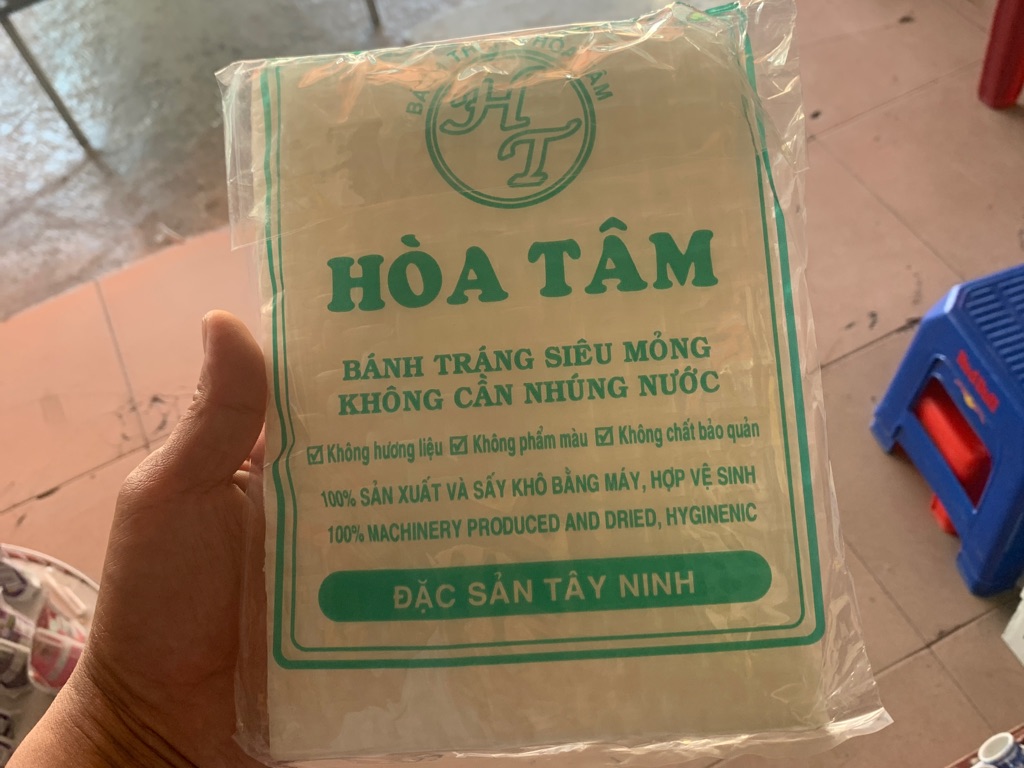 HÒA TÂM
HT
HÒA TÂM
BÁNH TRÁNG SIÊU MỎNG
KHÔNG CẦN NHÚNG NƯỚC
☑ Không hương liệu ☑ Không phẩm màu ☑ Không chất bảo quản
100% SẢN XUẤT VÀ SẤY KHÔ BẰNG MÁY, HỢP VỆ SINH
100% MACHINERY PRODUCED AND DRIED, HYGINENIC
ĐẶC SẢN TÂY NINH